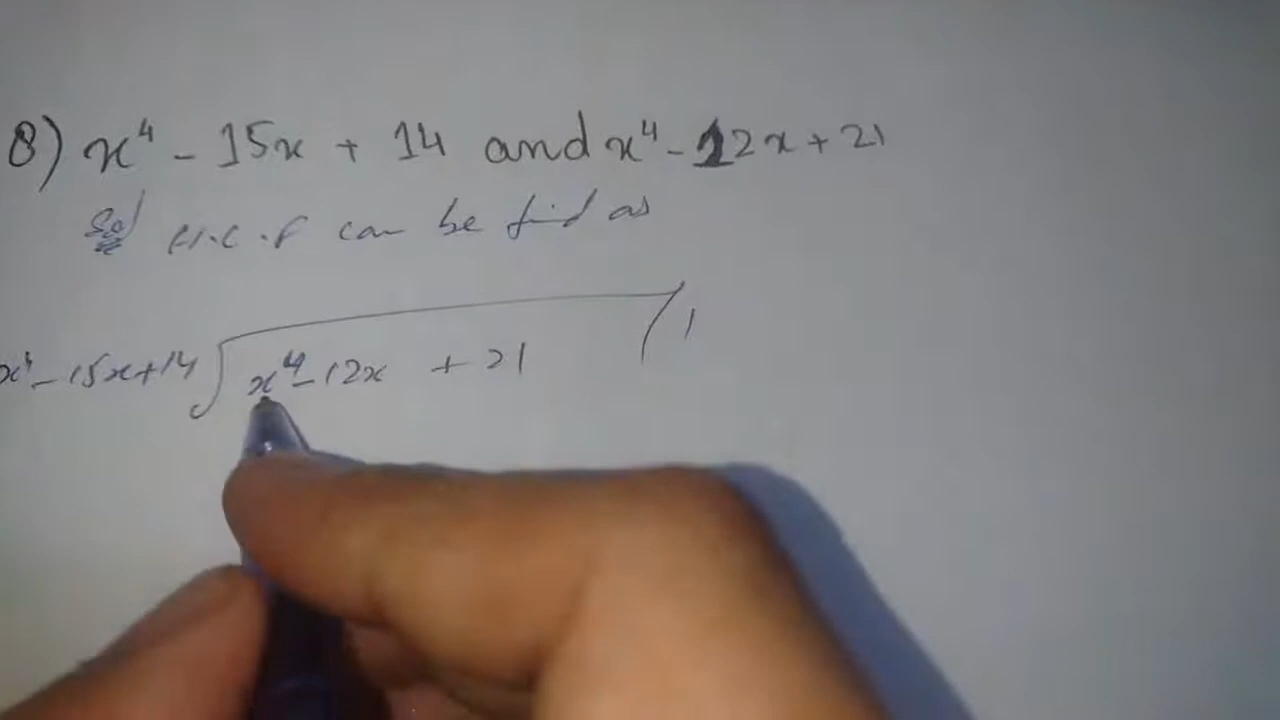 8) x⁴ - 15x + 14 and x⁴ - 12x + 21
Sol H.C.F can be find as
x⁴ - 15x + 14 x⁴ - 12x + 21 1